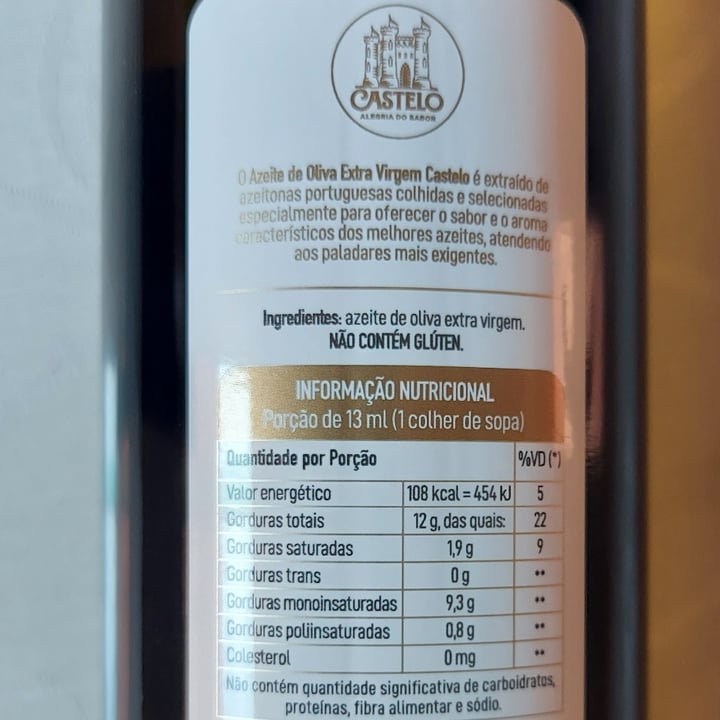 CASTELO
ALEGRIA DO SABOR
O Azeite de Oliva Extra Virgem Castelo é extraído de
azeitonas portuguesas colhidas e selecionadas
especialmente para oferecer o sabor e o aroma
característicos dos melhores azeites, atendendo
aos paladares mais exigentes.
Ingredientes: azeite de oliva extra virgem.
NÃO CONTÉM GLÚTEN.
INFORMAÇÃO NUTRICIONAL
Porção de 13 ml (1 colher de sopa)
Quantidade por Porção %VD (*)
Valor energético 108 kcal = 454 kJ 5
Gorduras totais 12 g, das quais: 22
Gorduras saturadas 1,9 g 9
Gorduras trans 0 g **
Gorduras monoinsaturadas 9,3 g **
Gorduras poliinsaturadas 0,8 g **
Colesterol 0 mg **
Não contém quantidade significativa de carboidratos,
proteínas, fibra alimentar e sódio.